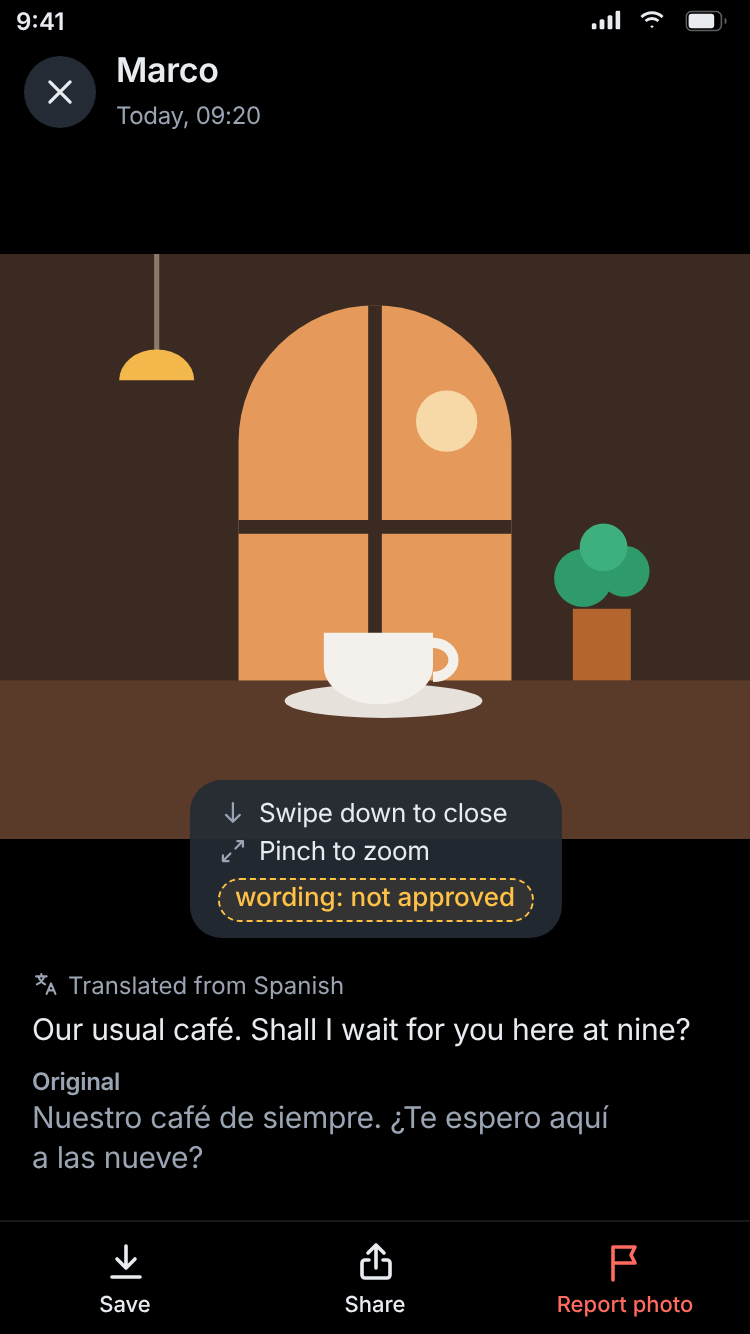 9:41
Marco
Today, 09:20
Swipe down to close
Pinch to zoom
wording: not approved
Translated from Spanish
Our usual café. Shall I wait for you here at nine?
Original
Nuestro café de siempre. ¿Te espero aquí
a las nueve?
Save
Share
Report photo